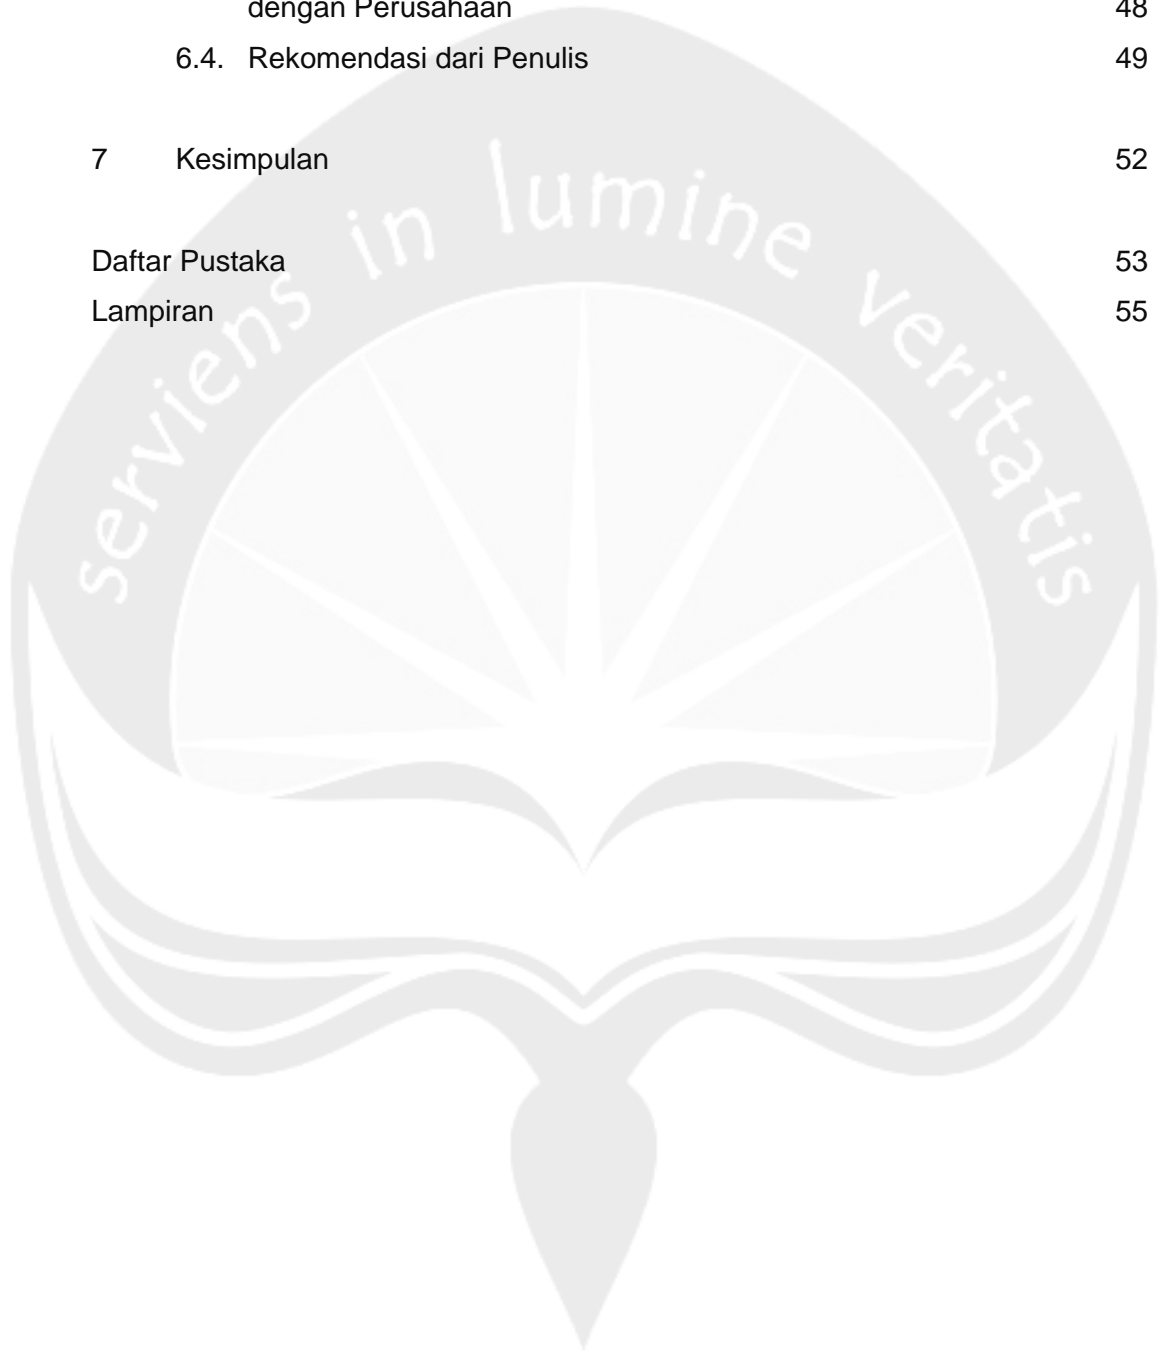 dengan Perusahaan 48
6.4. Rekomendasi dari Penulis 49
7 Kesimpulan 52
Daftar Pustaka 53
Lampiran 55
serviens in lumine veritatis